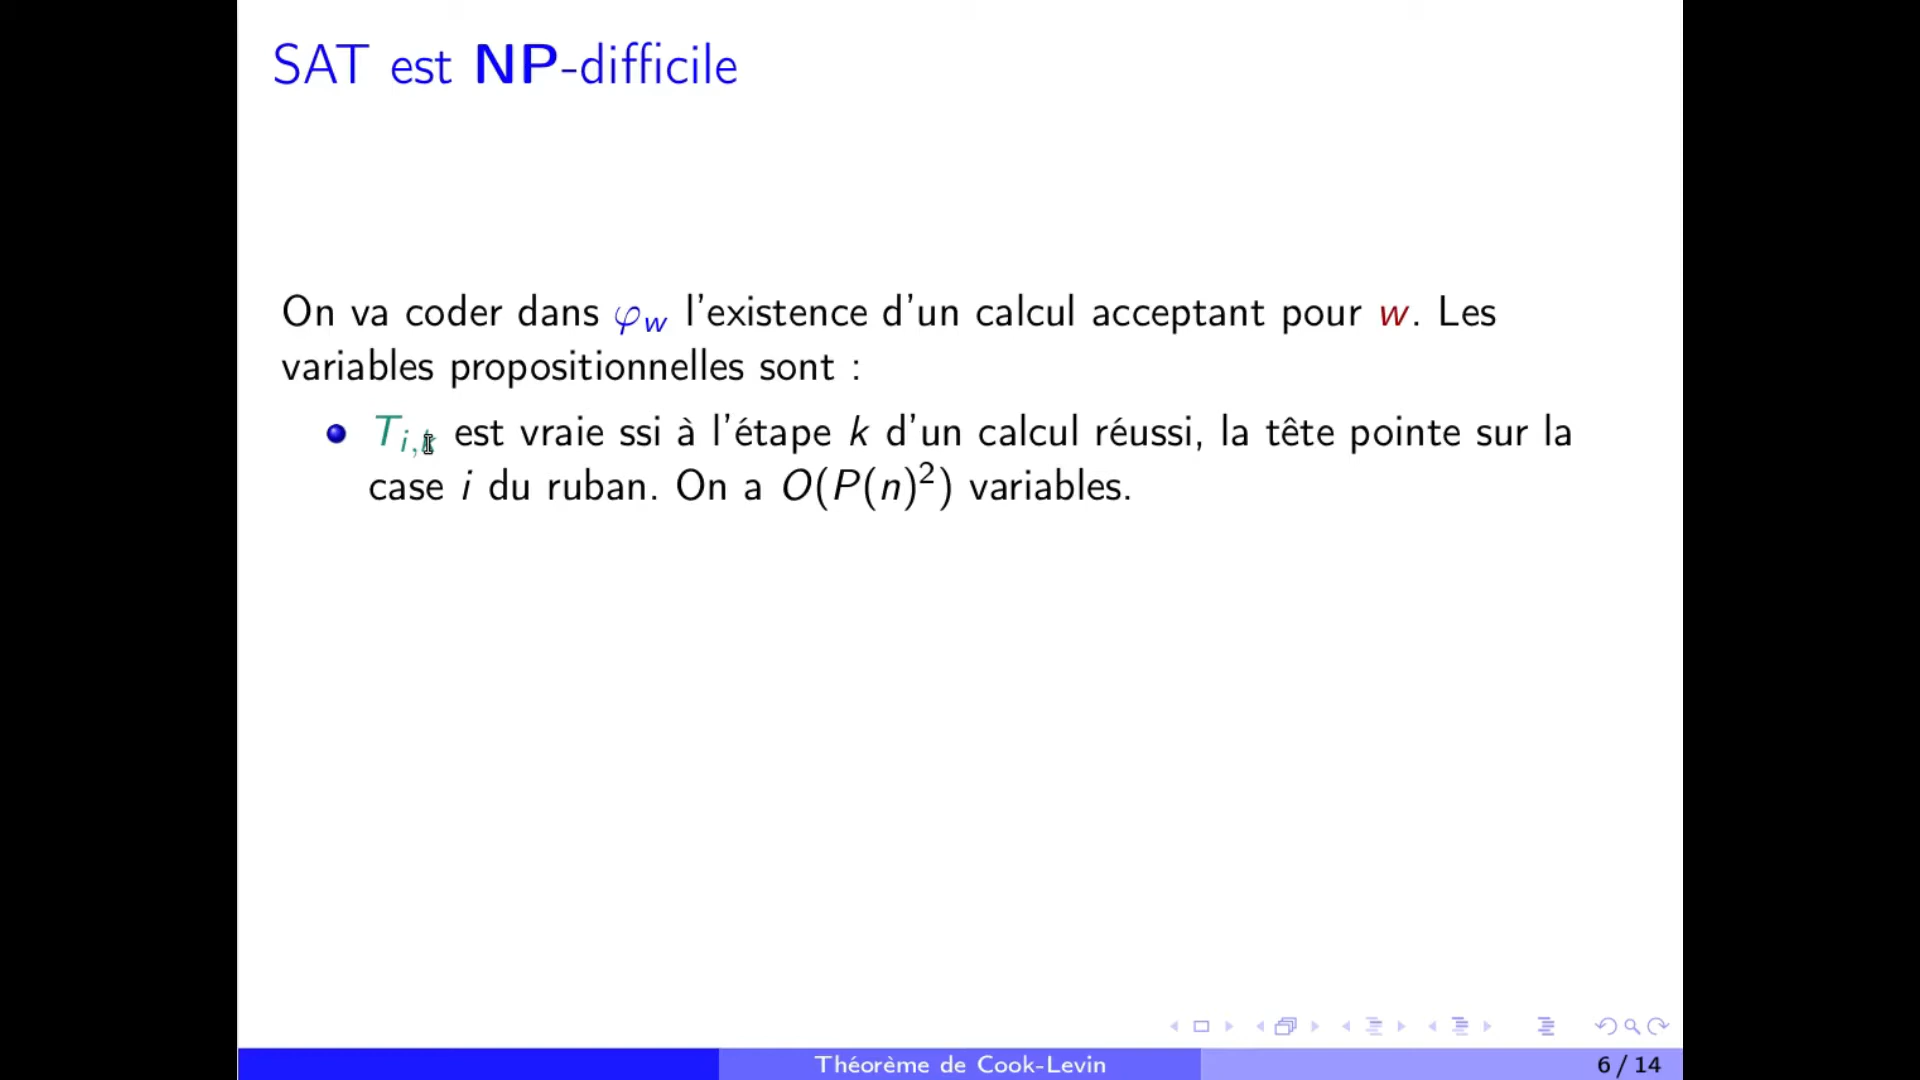 SAT est NP-difficile
On va coder dans φ_w l'existence d'un calcul acceptant pour w. Les
variables propositionnelles sont :
T_{i,k} est vraie ssi à l'étape k d'un calcul réussi, la tête pointe sur la
case i du ruban. On a O(P(n)²) variables.
Théorème de Cook-Levin
6 / 14